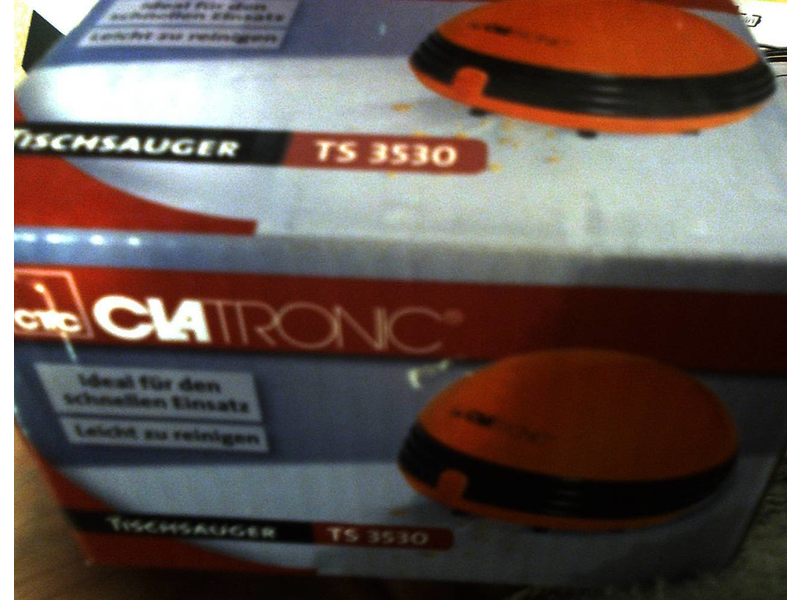 Ideal für den
schnellen Einsatz
Leicht zu reinigen
TISCHSAUGER TS 3530
CTC CLATRONIC®
Ideal für den
schnellen Einsatz
Leicht zu reinigen
TISCHSAUGER TS 3530